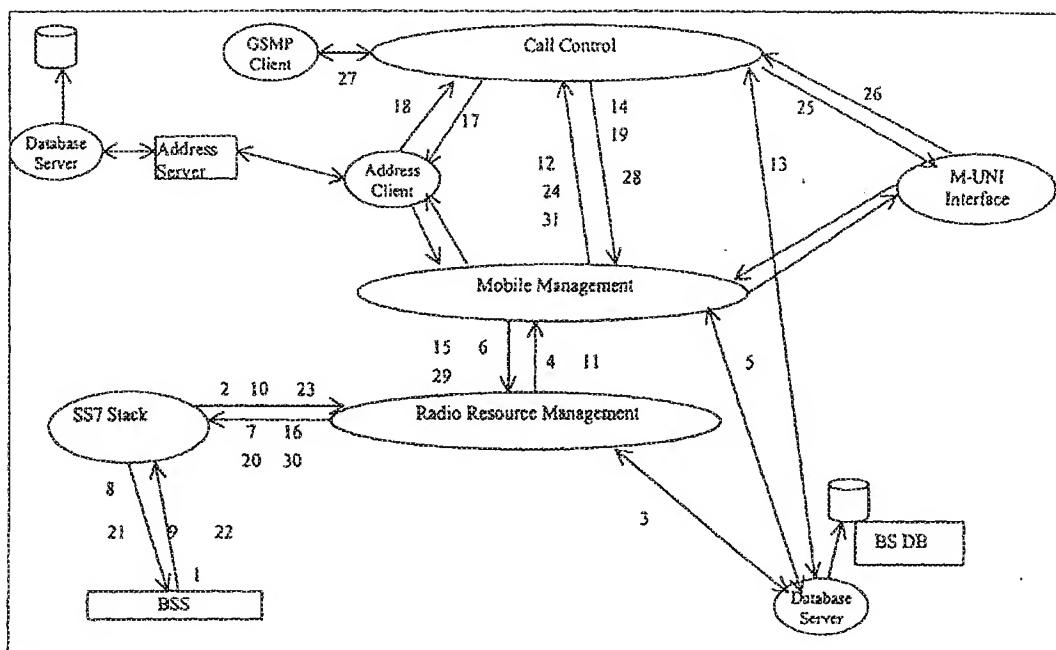 GSMP
Client
Call Control
27
18
17
14
19
25
26
Database
Server
Address
Server
Address
Client
12
24
31
28
13
M-UNI
Interface
Mobile Management
15 6
29
4 11
5
2 10 23
SS7 Stack
Radio Resource Management
7 16
20 30
8
21
9 22
3
BS DB
1
BSS
Database
Server